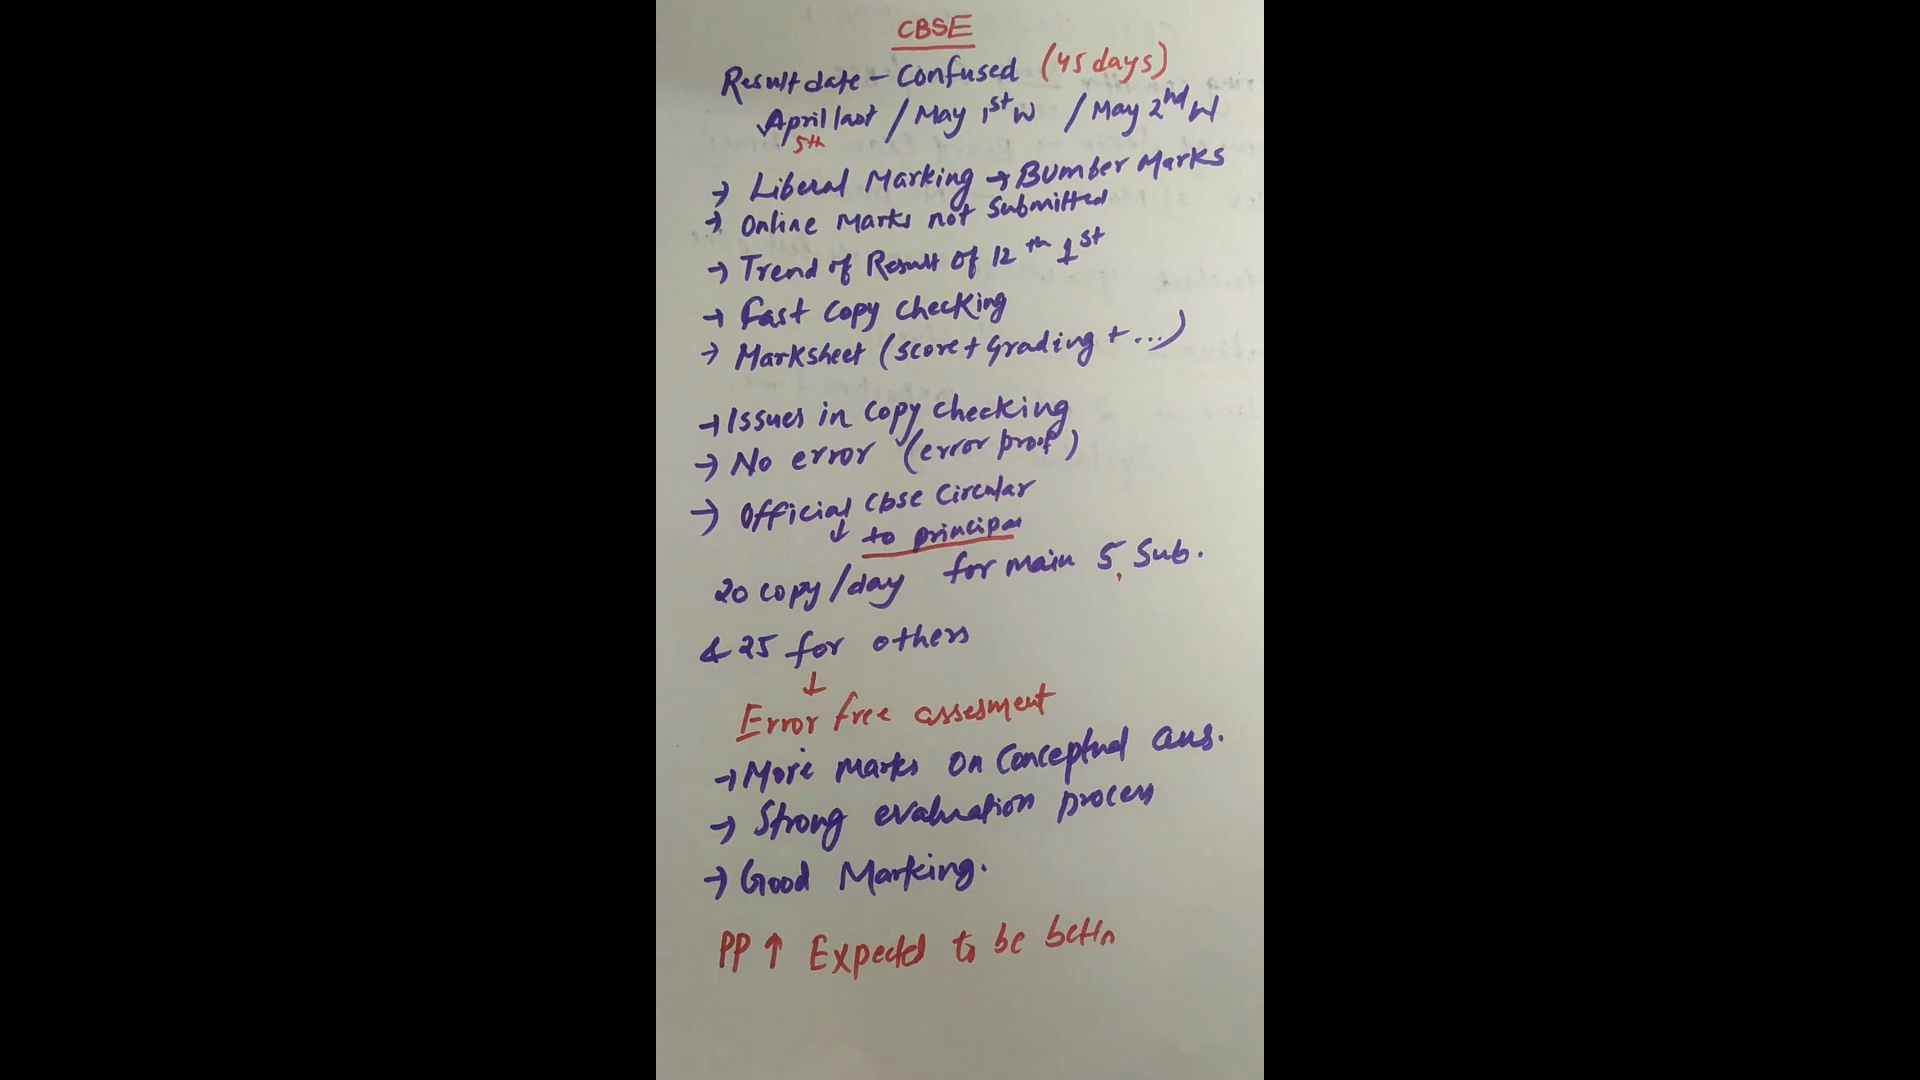 CBSE
Result date - Confused (45 days)
April last / May 1st W / May 2nd W
5th
→ Liberal Marking → Bumber Marks
→ Online Marks not Submitted
→ Trend of Result of 12th 1st
→ Fast Copy Checking
→ Marksheet (Score + Grading + ...)
→ Issues in Copy checking
→ No error (error proof)
→ Official Cbse Circular
↓ to principal
20 copy/day for main 5 Sub.
& 25 for others
↓
Error free assesment
→ More marks on Conceptual ans.
→ Strong evaluation process
→ Good Marking.
PP ↑ Expected to be better